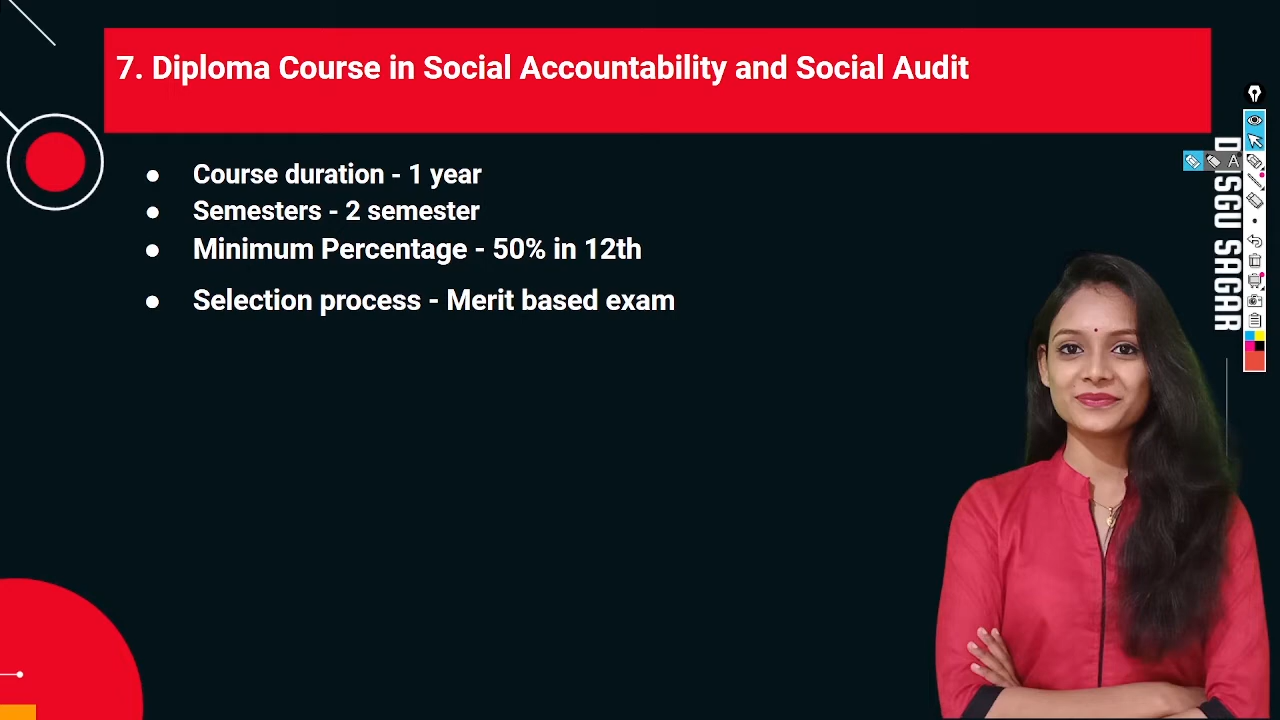 7. Diploma Course in Social Accountability and Social Audit
● Course duration - 1 year
● Semesters - 2 semester
● Minimum Percentage - 50% in 12th
● Selection process - Merit based exam
A
SAGAR